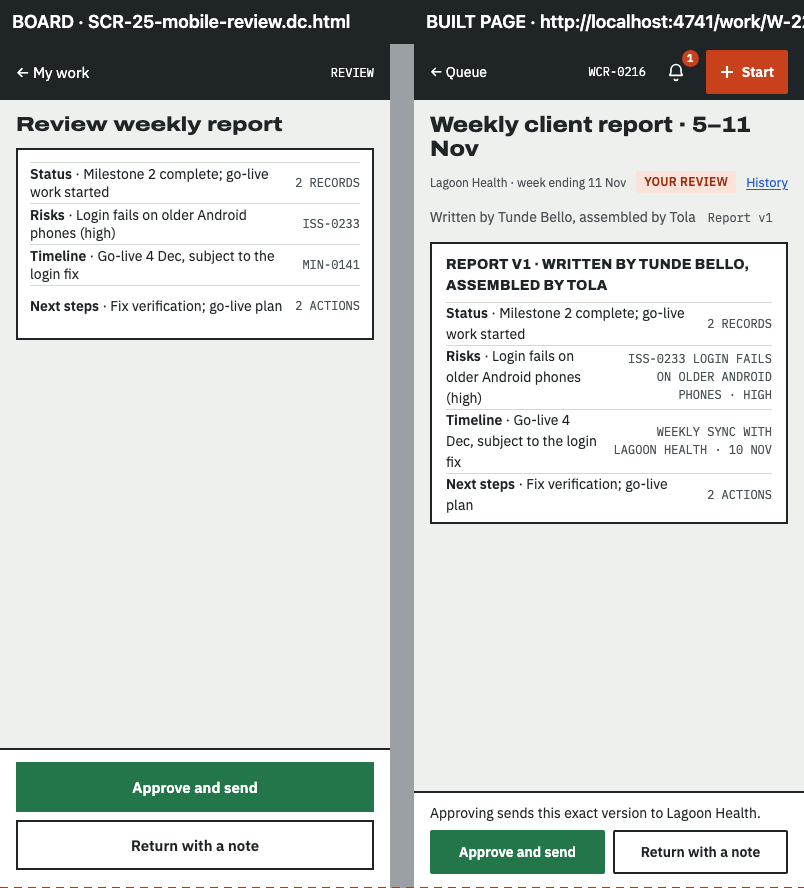 BOARD · SCR-25-mobile-review.dc.html
← My work
REVIEW
Review weekly report
Status · Milestone 2 complete; go-live
work started
2 RECORDS
Risks · Login fails on older Android
phones (high)
ISS-0233
Timeline · Go-live 4 Dec, subject to the
login fix
MIN-0141
Next steps · Fix verification; go-live plan
2 ACTIONS
Approve and send
Return with a note
BUILT PAGE · http://localhost:4741/work/W-22
← Queue
WCR-0216
1
+ Start
Weekly client report · 5–11
Nov
Lagoon Health · week ending 11 Nov
YOUR REVIEW
History
Written by Tunde Bello, assembled by Tola
Report v1
REPORT V1 · WRITTEN BY TUNDE BELLO,
ASSEMBLED BY TOLA
Status · Milestone 2 complete; go-live
work started
2 RECORDS
Risks · Login fails on
older Android phones
(high)
ISS-0233 LOGIN FAILS
ON OLDER ANDROID
PHONES · HIGH
Timeline · Go-live 4
Dec, subject to the login
fix
WEEKLY SYNC WITH
LAGOON HEALTH · 10 NOV
Next steps · Fix verification; go-live
plan
2 ACTIONS
Approving sends this exact version to Lagoon Health.
Approve and send
Return with a note